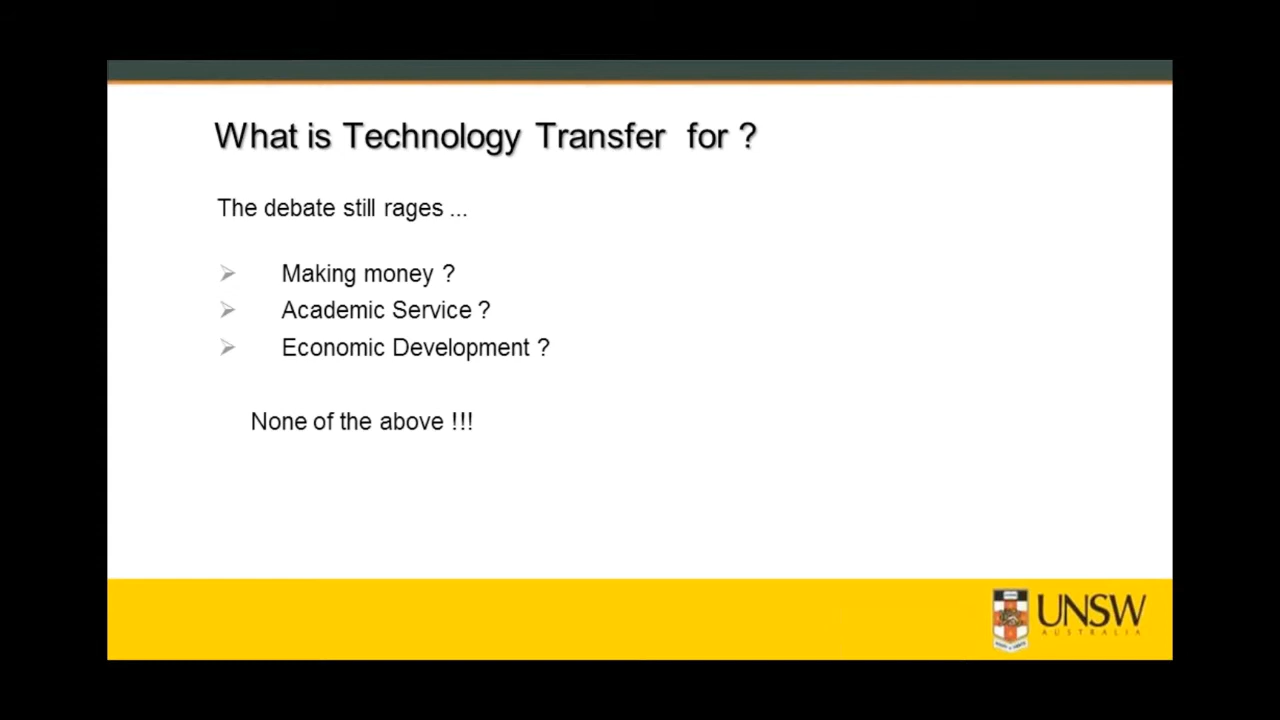 What is Technology Transfer for ?
The debate still rages ...
Making money ?
Academic Service ?
Economic Development ?
None of the above !!!
UNSW
AUSTRALIA